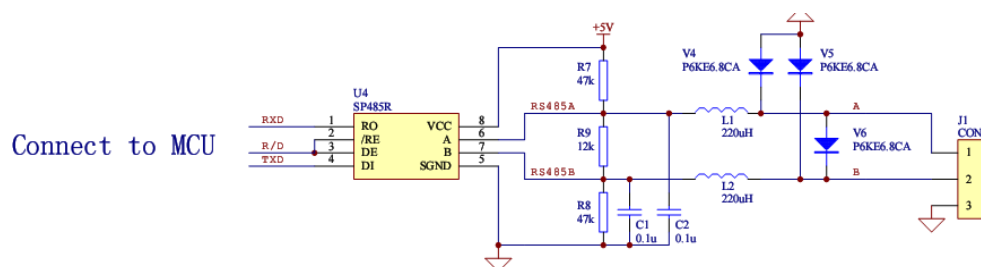 +5V
V4
P6KE6.8CA
V5
P6KE6.8CA
R7
47k
U4
SP485R
RS485A
A
RXD
1
RO
VCC
8
L1
220uH
J1
CON
Connect to MCU
2
/RE
A
6
R9
12k
V6
P6KE6.8CA
1
R/D
3
DE
B
7
TXD
4
DI
SGND
5
RS485B
B
2
L2
220uH
R8
47k
C1
0.1u
C2
0.1u
3